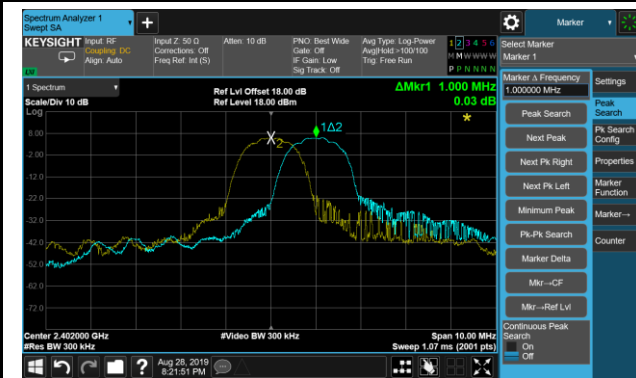 Spectrum Analyzer 1
Swept SA
+
Marker
KEYSIGHT
Input: RF
Coupling: DC
Align: Auto
Input Z: 50 Ω
Corrections: Off
Freq Ref: Int (S)
Atten: 10 dB
PNO: Best Wide
Gate: Off
IF Gain: Low
Sig Track: Off
Avg Type: Log-Power
Avg|Hold:>100/100
Trig: Free Run
1 2 3 4 5 6
M M W W W W
P P N N N N
Select Marker
Marker 1
1 Spectrum
Scale/Div 10 dB
Log
Ref Lvl Offset 18.00 dB
Ref Level 18.00 dBm
ΔMkr1 1.000 MHz
0.03 dB
*
8.00
-2.00
-12.0
-22.0
-32.0
-42.0
-52.0
-62.0
-72.0
X2
1Δ2
Center 2.402000 GHz
#Res BW 300 kHz
#Video BW 300 kHz
Span 10.00 MHz
Sweep 1.07 ms (2001 pts)
Marker Δ Frequency
1.000000 MHz
Peak Search
Next Peak
Next Pk Right
Next Pk Left
Minimum Peak
Pk-Pk Search
Marker Delta
Mkr→CF
Mkr→Ref Lvl
Continuous Peak
Search
On
Off
Settings
Peak
Search
Pk Search
Config
Properties
Marker
Function
Marker→
Counter
?
Aug 28, 2019
8:21:51 PM